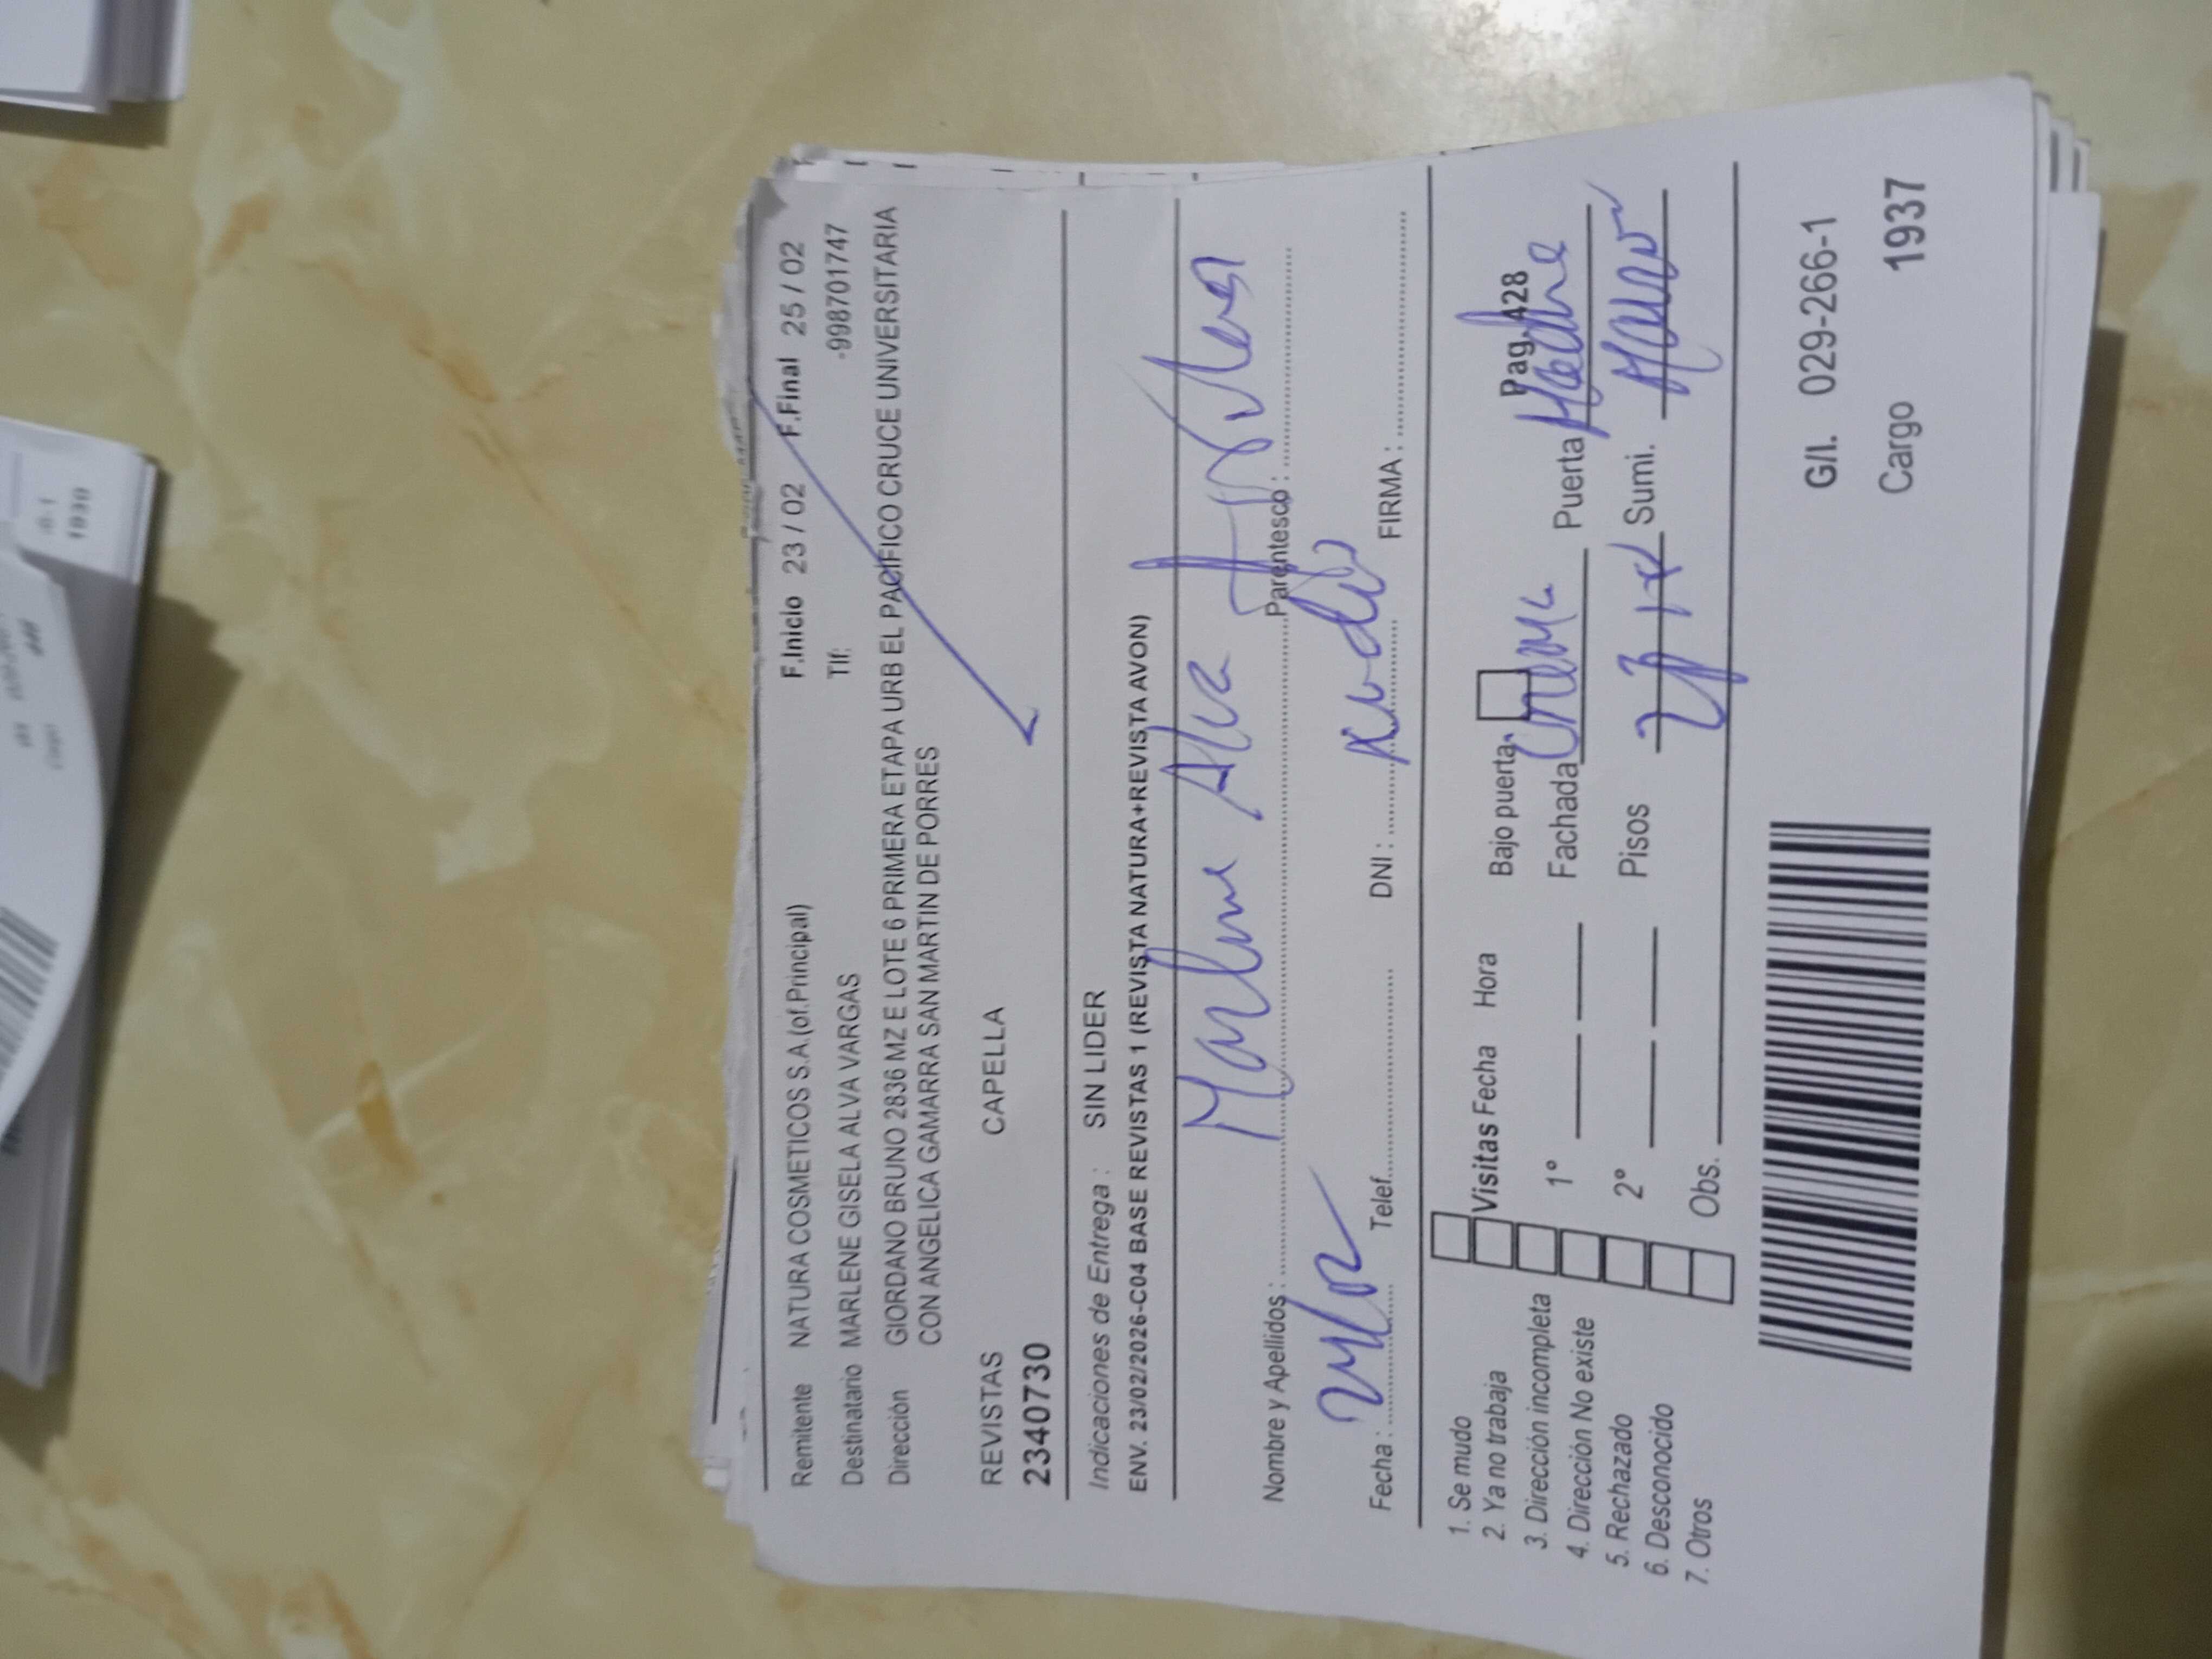 Remitente NATURA COSMETICOS S.A.(of.Principal) F.Inicio 23 / 02 F.Final 25 / 02
Destinatario MARLENE GISELA ALVA VARGAS Tlf: -998701747
Dirección GIORDANO BRUNO 2836 MZ E LOTE 6 PRIMERA ETAPA URB EL PACIFICO CRUCE UNIVERSITARIA
CON ANGELICA GAMARRA SAN MARTIN DE PORRES
REVISTAS CAPELLA
2340730
Indicaciones de Entrega : SIN LIDER
ENV. 23/02/2026-C04 BASE REVISTAS 1 (REVISTA NATURA+REVISTA AVON)
Marlene Alva
Nombre y Apellidos : Parentesco :
Fecha : Telef. DNI : FIRMA :
Pag. 428
1. Se mudo
2. Ya no trabaja
3. Dirección incompleta
4. Dirección No existe
5. Rechazado
6. Desconocido
7. Otros
Visitas Fecha Hora Bajo puerta
1° Fachada Crema Puerta
2° Pisos Sumi.
Obs.
G/I. 029-266-1
Cargo 1937